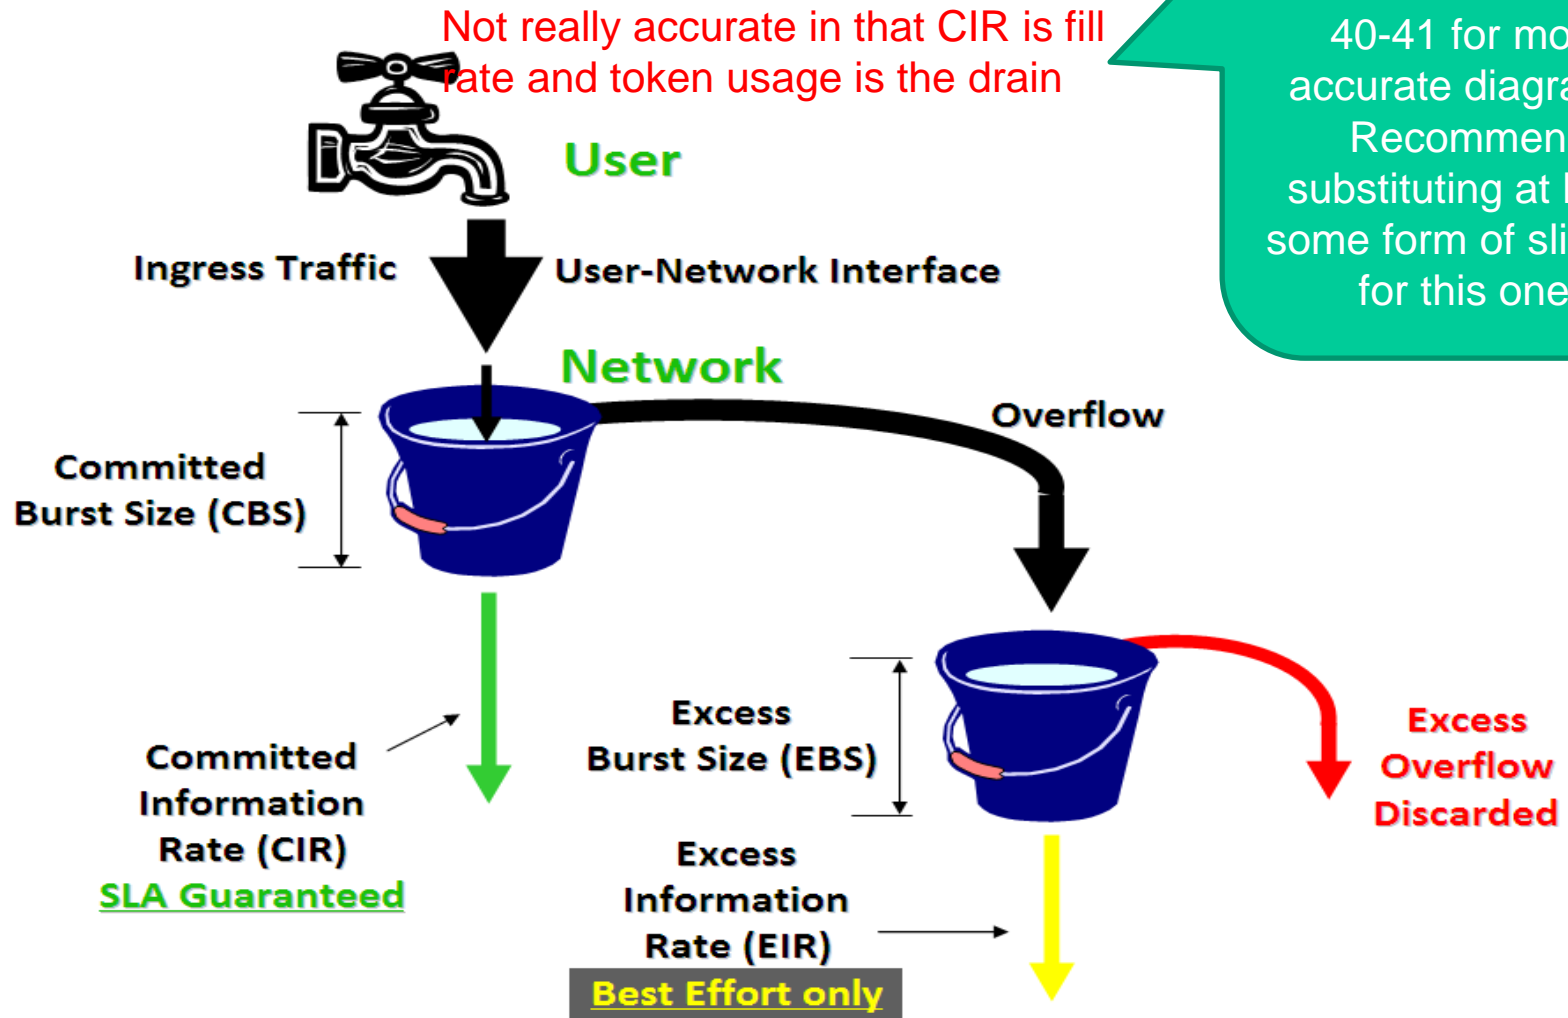 Not really accurate in that CIR is fill
rate and token usage is the drain
40-41 for
accurate
Recommen
substituting at
some form of
for this one
User
Ingress Traffic
User-Network Interface
Network
Overflow
Committed
Burst Size (CBS)
Committed
Information
Rate (CIR)
SLA Guaranteed
Excess
Burst Size (EBS)
Excess
Overflow
Discarded
Excess
Information
Rate (EIR)
Best Effort only